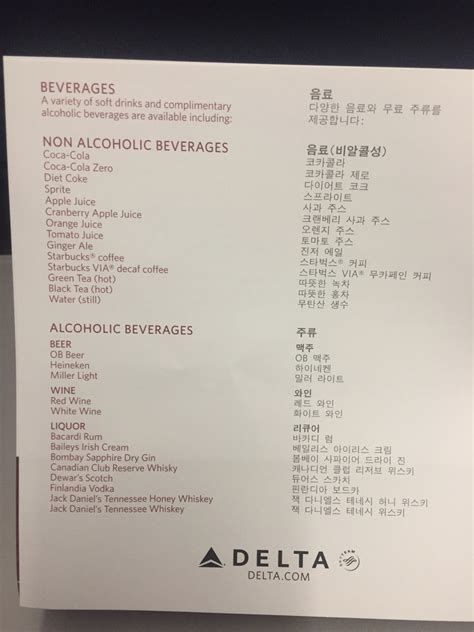 BEVERAGES
A variety of soft drinks and complimentary
alcoholic beverages are available including:
NON ALCOHOLIC BEVERAGES
Coca-Cola
Coca-Cola Zero
Diet Coke
Sprite
Apple Juice
Cranberry Apple Juice
Orange Juice
Tomato Juice
Ginger Ale
Starbucks® coffee
Starbucks VIA® decaf coffee
Green Tea (hot)
Black Tea (hot)
Water (still)
ALCOHOLIC BEVERAGES
BEER
OB Beer
Heineken
Miller Light
WINE
Red Wine
White Wine
LIQUOR
Bacardi Rum
Baileys Irish Cream
Bombay Sapphire Dry Gin
Canadian Club Reserve Whisky
Dewar's Scotch
Finlandia Vodka
Jack Daniel's Tennessee Honey Whiskey
Jack Daniel's Tennessee Whiskey
음료
다양한 음료와 무료 주류를
제공합니다:
음료(비알콜성)
코카콜라
코카콜라 제로
다이어트 코크
스프라이트
사과 주스
크랜베리 사과 주스
오렌지 주스
토마토 주스
진저 에일
스타벅스® 커피
스타벅스 VIA® 무카페인 커피
따뜻한 녹차
따뜻한 홍차
무탄산 생수
주류
맥주
OB 맥주
하이네켄
밀러 라이트
와인
레드 와인
화이트 와인
리큐어
바카디 럼
베일리스 아이리스 크림
봄베이 사파이어 드라이 진
캐나디언 클럽 리저브 위스키
듀어스 스카치
핀란디아 보드카
잭 다니엘스 테네시 허니 위스키
잭 다니엘스 테네시 위스키
DELTA
DELTA.COM